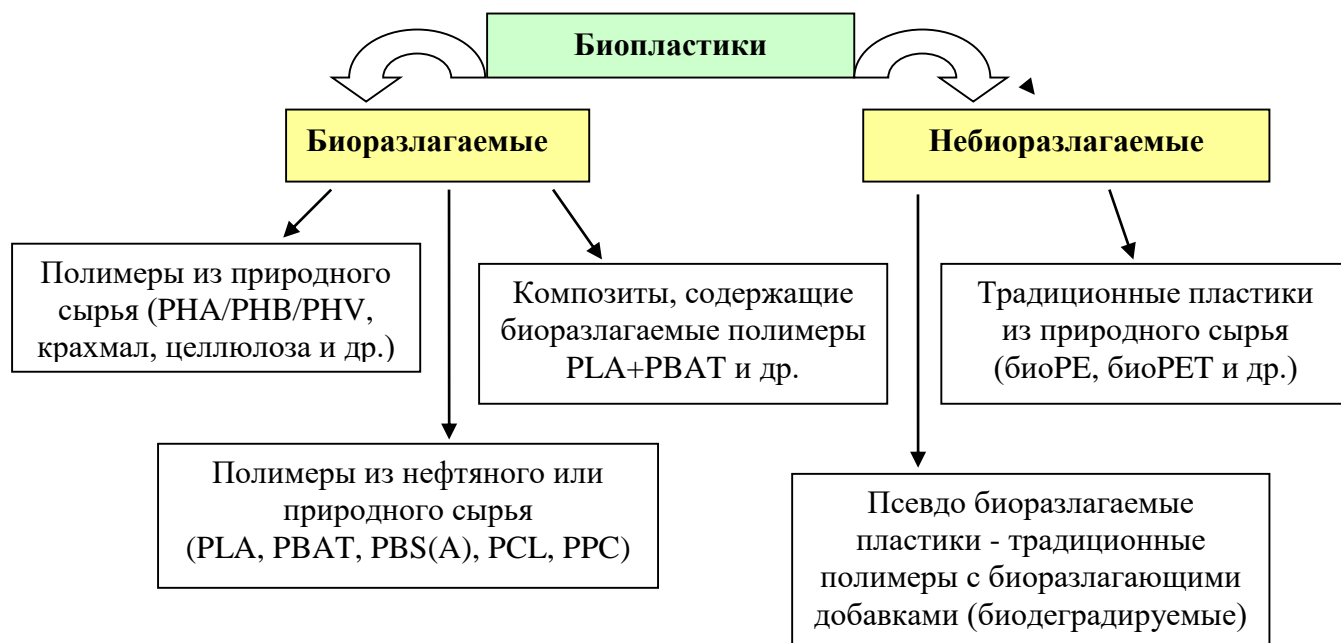 Биопластики
Биоразлагаемые
Небиоразлагаемые
Полимеры из природного
сырья (PHA/PHB/PHV,
крахмал, целлюлоза и др.)
Композиты, содержащие
биоразлагаемые полимеры
PLA+PBAT и др.
Традиционные пластики
из природного сырья
(биоPE, биоPET и др.)
Полимеры из нефтяного или
природного сырья
(PLA, PBAT, PBS(A), PCL, PPC)
Псевдо биоразлагаемые
пластики - традиционные
полимеры с биоразлагающими
добавками (биодеградируемые)